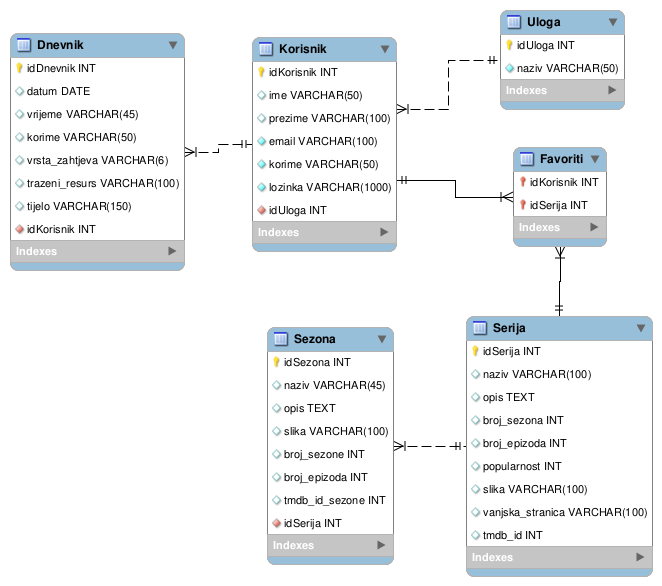 Dnevnik
idDnevnik INT
datum DATE
vrijeme VARCHAR(45)
korime VARCHAR(50)
vrsta_zahtjeva VARCHAR(6)
trazeni_resurs VARCHAR(100)
tijelo VARCHAR(150)
idKorisnik INT
Indexes
Korisnik
idKorisnik INT
ime VARCHAR(50)
prezime VARCHAR(100)
email VARCHAR(100)
korime VARCHAR(50)
lozinka VARCHAR(1000)
idUloga INT
Indexes
Uloga
idUloga INT
naziv VARCHAR(50)
Indexes
Favoriti
idKorisnik INT
idSerija INT
Indexes
Sezona
idSezona INT
naziv VARCHAR(45)
opis TEXT
slika VARCHAR(100)
broj_sezone INT
broj_epizoda INT
tmdb_id_sezone INT
idSerija INT
Indexes
Serija
idSerija INT
naziv VARCHAR(100)
opis TEXT
broj_sezona INT
broj_epizoda INT
popularnost INT
slika VARCHAR(100)
vanjska_stranica VARCHAR(100)
tmdb_id INT
Indexes